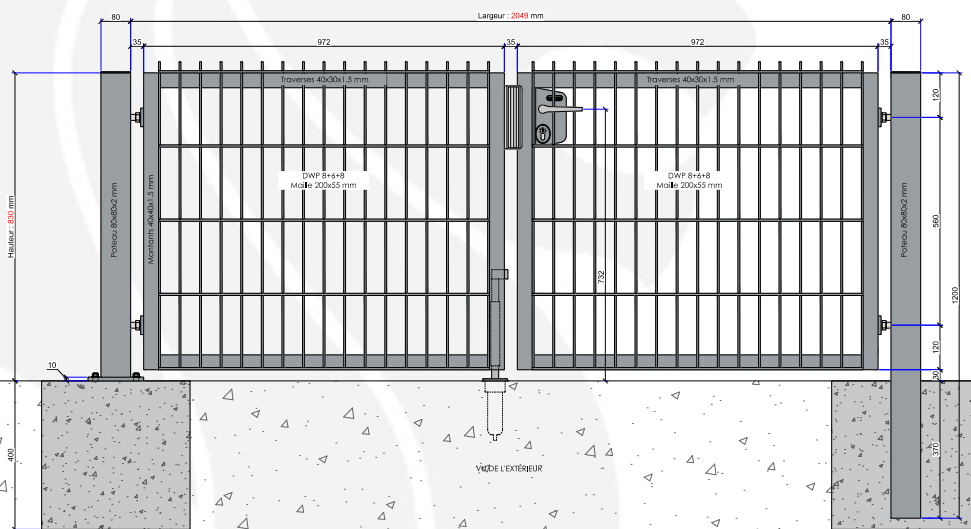 Largeur : 2049 mm
80
80
35
972
35
972
35
Traverses 40x30x1.5 mm
Traverses 40x30x1.5 mm
120
DWP 8+6+8
Maille 200x55 mm
DWP 8+6+8
Maille 200x55 mm
Hauteur : 830 mm
Poteau 80x80x2 mm
Montants 40x40x1.5 mm
732
Poteau 80x80x2 mm
560
1200
120
10
30
400
370
VUE DE L'EXTÉRIEUR